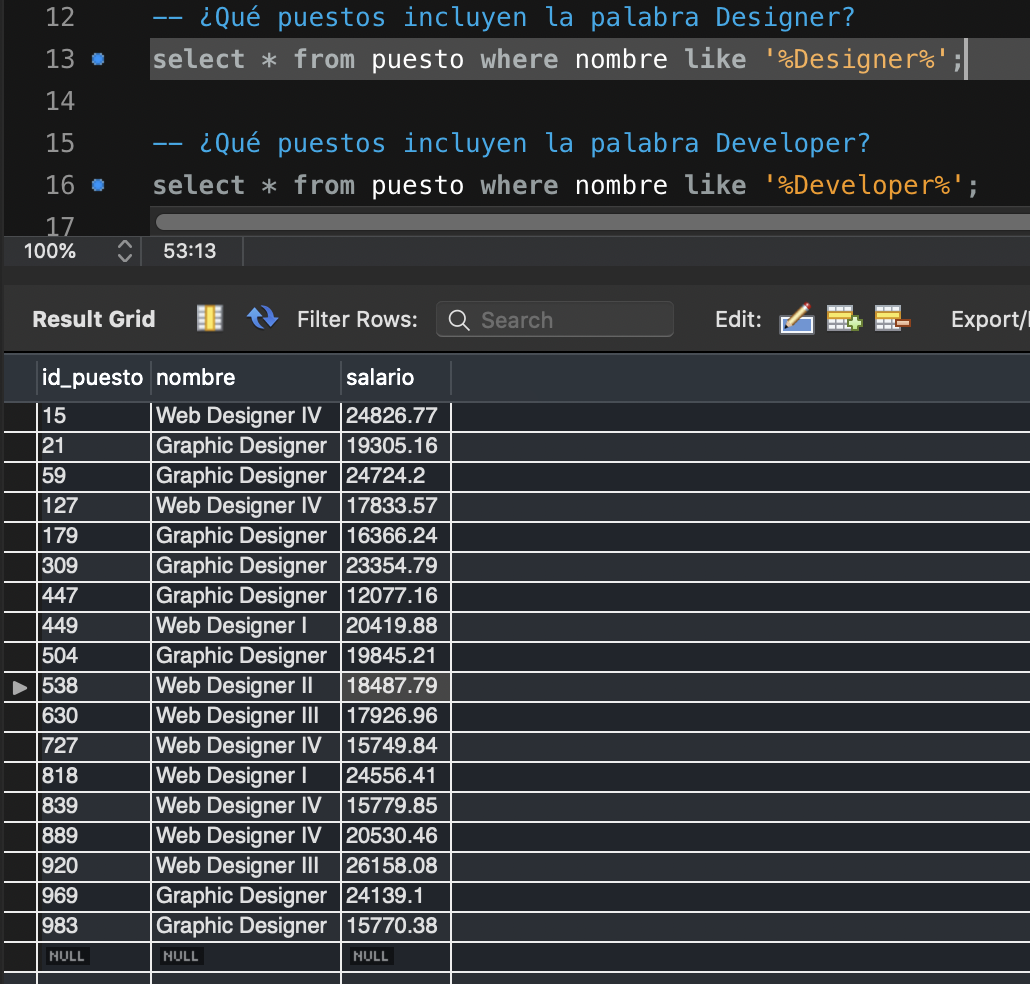 12 -- ¿Qué puestos incluyen la palabra Designer?
13 select * from puesto where nombre like '%Designer%';
14
15 -- ¿Qué puestos incluyen la palabra Developer?
16 select * from puesto where nombre like '%Developer%';
17
100% 53:13
Result Grid Filter Rows: Search Edit: Export/
id_puesto nombre salario
15 Web Designer IV 24826.77
21 Graphic Designer 19305.16
59 Graphic Designer 24724.2
127 Web Designer IV 17833.57
179 Graphic Designer 16366.24
309 Graphic Designer 23354.79
447 Graphic Designer 12077.16
449 Web Designer I 20419.88
504 Graphic Designer 19845.21
538 Web Designer II 18487.79
630 Web Designer III 17926.96
727 Web Designer IV 15749.84
818 Web Designer I 24556.41
839 Web Designer IV 15779.85
889 Web Designer IV 20530.46
920 Web Designer III 26158.08
969 Graphic Designer 24139.1
983 Graphic Designer 15770.38
NULL NULL NULL